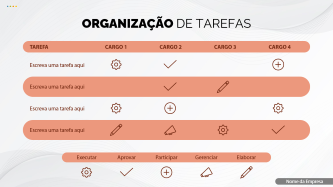 ORGANIZAÇÃO DE TAREFAS
TAREFA CARGO 1 CARGO 2 CARGO 3 CARGO 4
Escreva uma tarefa aqui
Escreva uma tarefa aqui
Escreva uma tarefa aqui
Escreva uma tarefa aqui
Executar Aprovar Participar Gerenciar Elaborar
Nome da Empresa